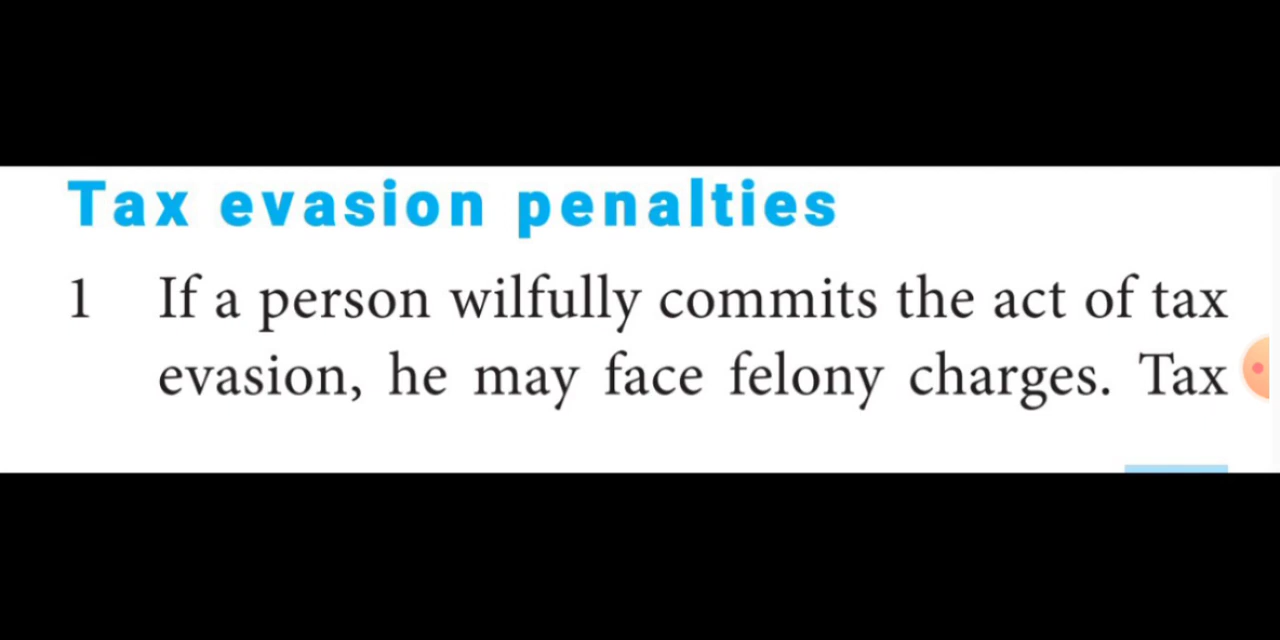 Tax evasion penalties
1 If a person wilfully commits the act of tax
evasion, he may face felony charges. Tax